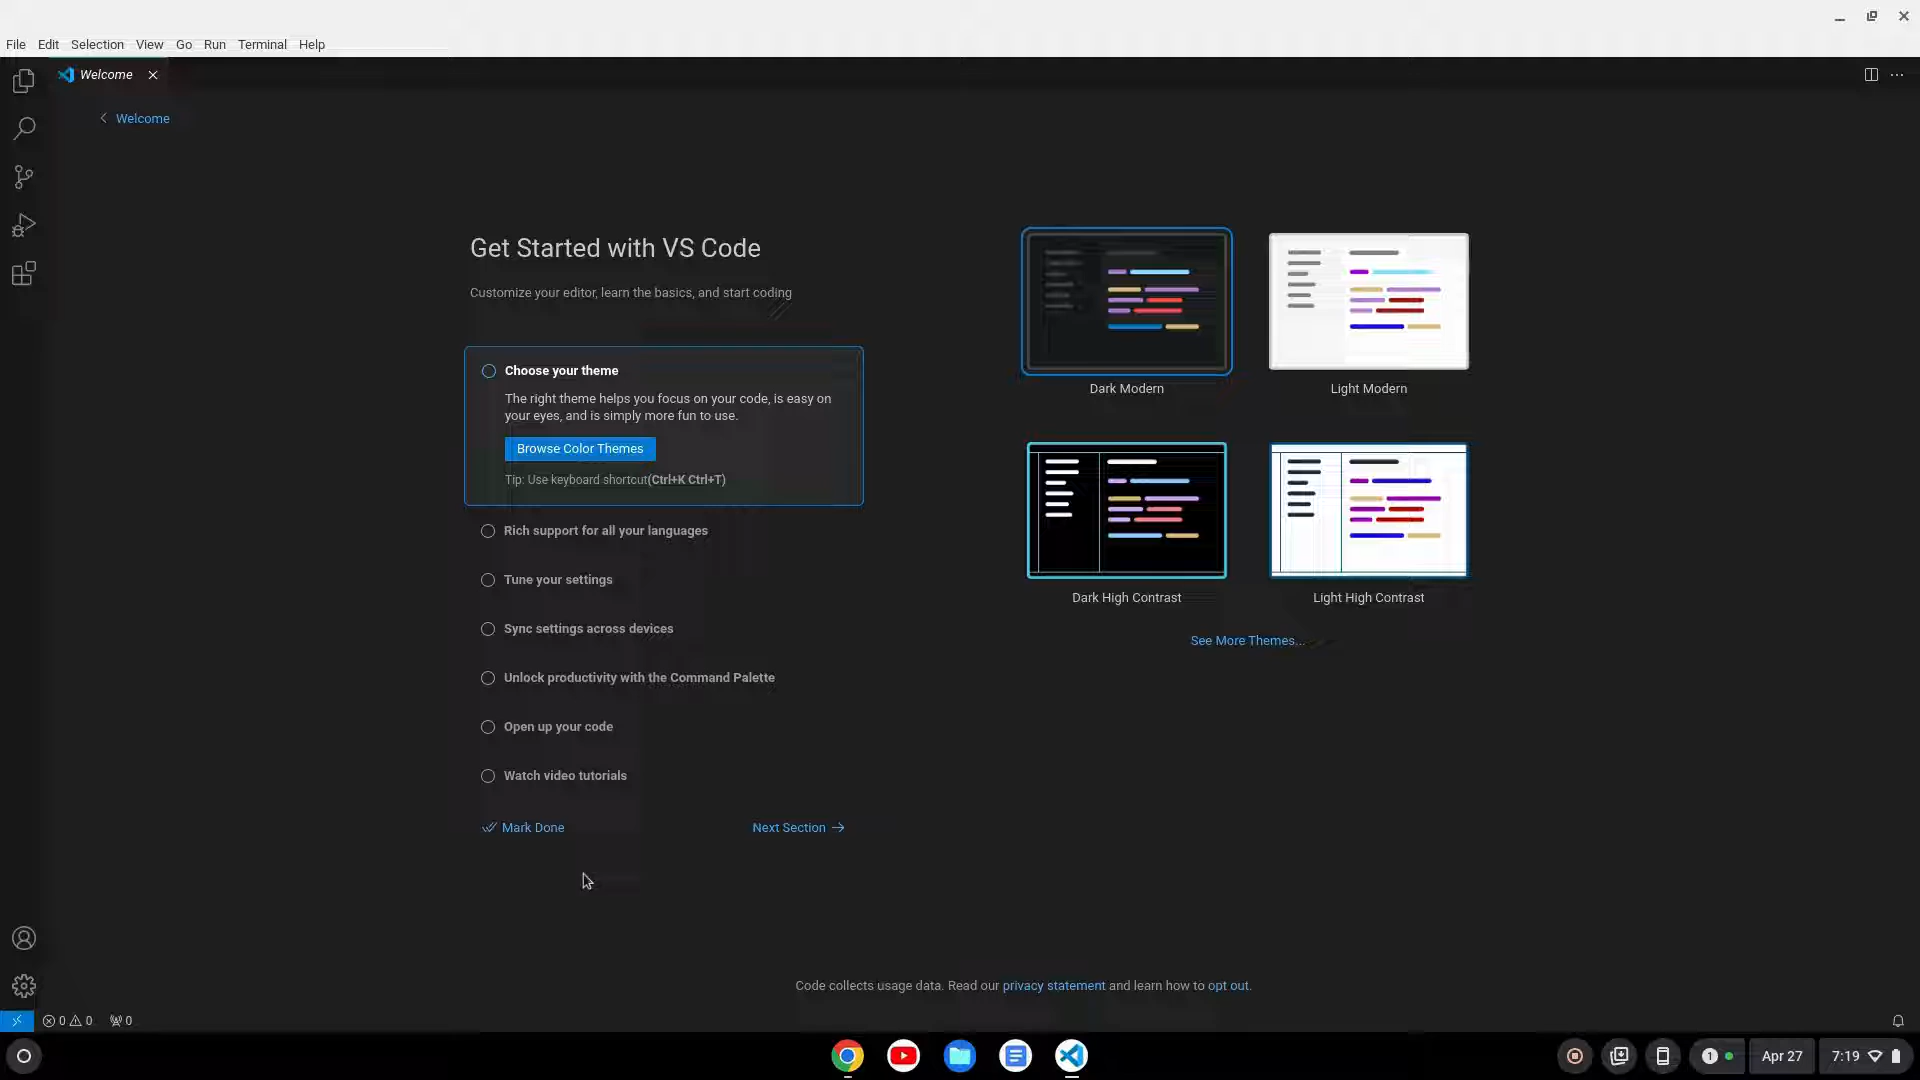 File Edit Selection View Go Run Terminal Help
Welcome
Welcome
Get Started with VS Code
Customize your editor, learn the basics, and start coding
Choose your theme
The right theme helps you focus on your code, is easy on
your eyes, and is simply more fun to use.
Browse Color Themes
Tip: Use keyboard shortcut(Ctrl+K Ctrl+T)
Rich support for all your languages
Tune your settings
Sync settings across devices
Unlock productivity with the Command Palette
Open up your code
Watch video tutorials
Mark Done
Next Section
Dark Modern
Light Modern
Dark High Contrast
Light High Contrast
See More Themes...
Code collects usage data. Read our privacy statement and learn how to opt out.
0 0 0
1 Apr 27 7:19